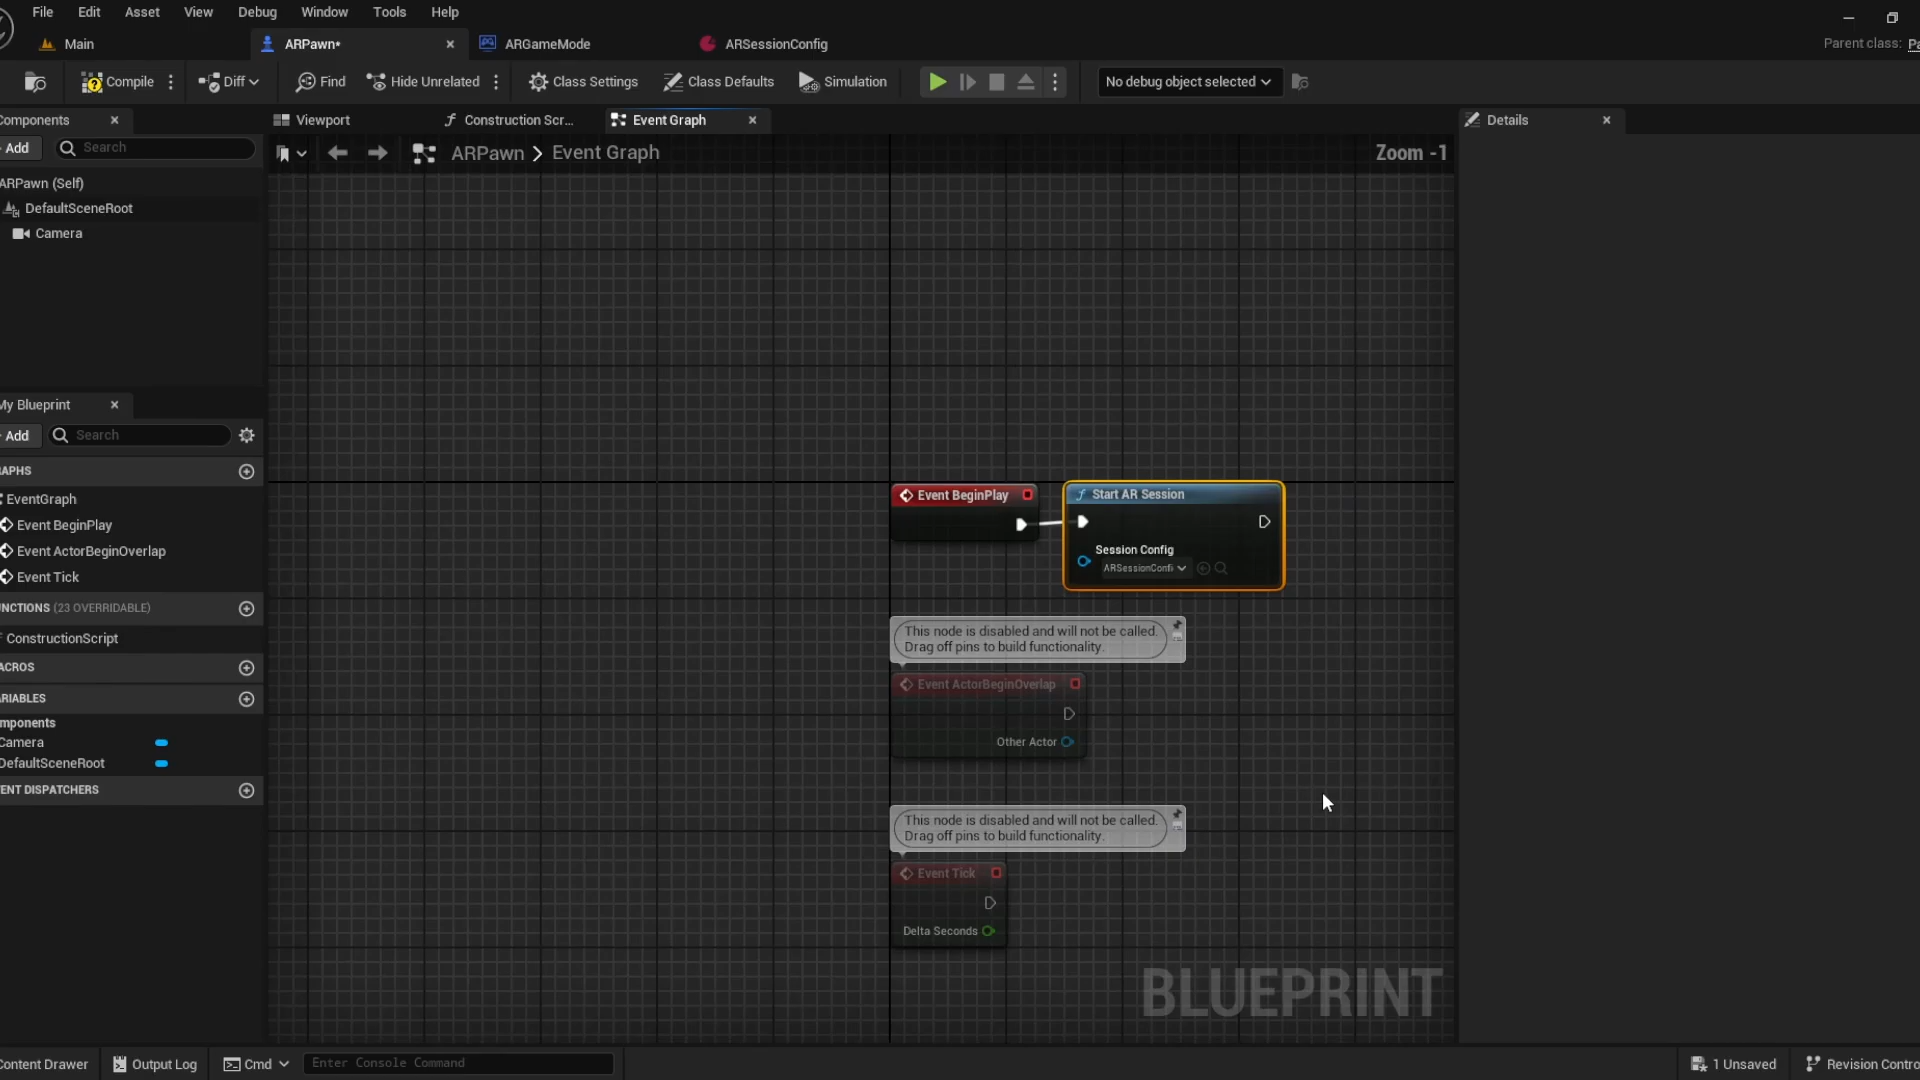 File Edit Asset View Debug Window Tools Help
Main ARPawn* ARGameMode ARSessionConfig Parent class: Pa
Compile Diff Find Hide Unrelated Class Settings Class Defaults Simulation No debug object selected
Components Viewport Construction Scr... Event Graph Details
Add Search ARPawn > Event Graph Zoom -1
ARPawn (Self)
DefaultSceneRoot
Camera
My Blueprint
Add Search
APHS
EventGraph
Event BeginPlay
Event ActorBeginOverlap
Event Tick
NCTIONS (23 OVERRIDABLE)
ConstructionScript
ACROS
ARIABLES
mponents
Camera
DefaultSceneRoot
ENT DISPATCHERS
Event BeginPlay
Start AR Session
Session Config
ARSessionConfi
This node is disabled and will not be called.
Drag off pins to build functionality.
Event ActorBeginOverlap
Other Actor
This node is disabled and will not be called.
Drag off pins to build functionality.
Event Tick
Delta Seconds
BLUEPRINT
Content Drawer Output Log Cmd Enter Console Command 1 Unsaved Revision Contro